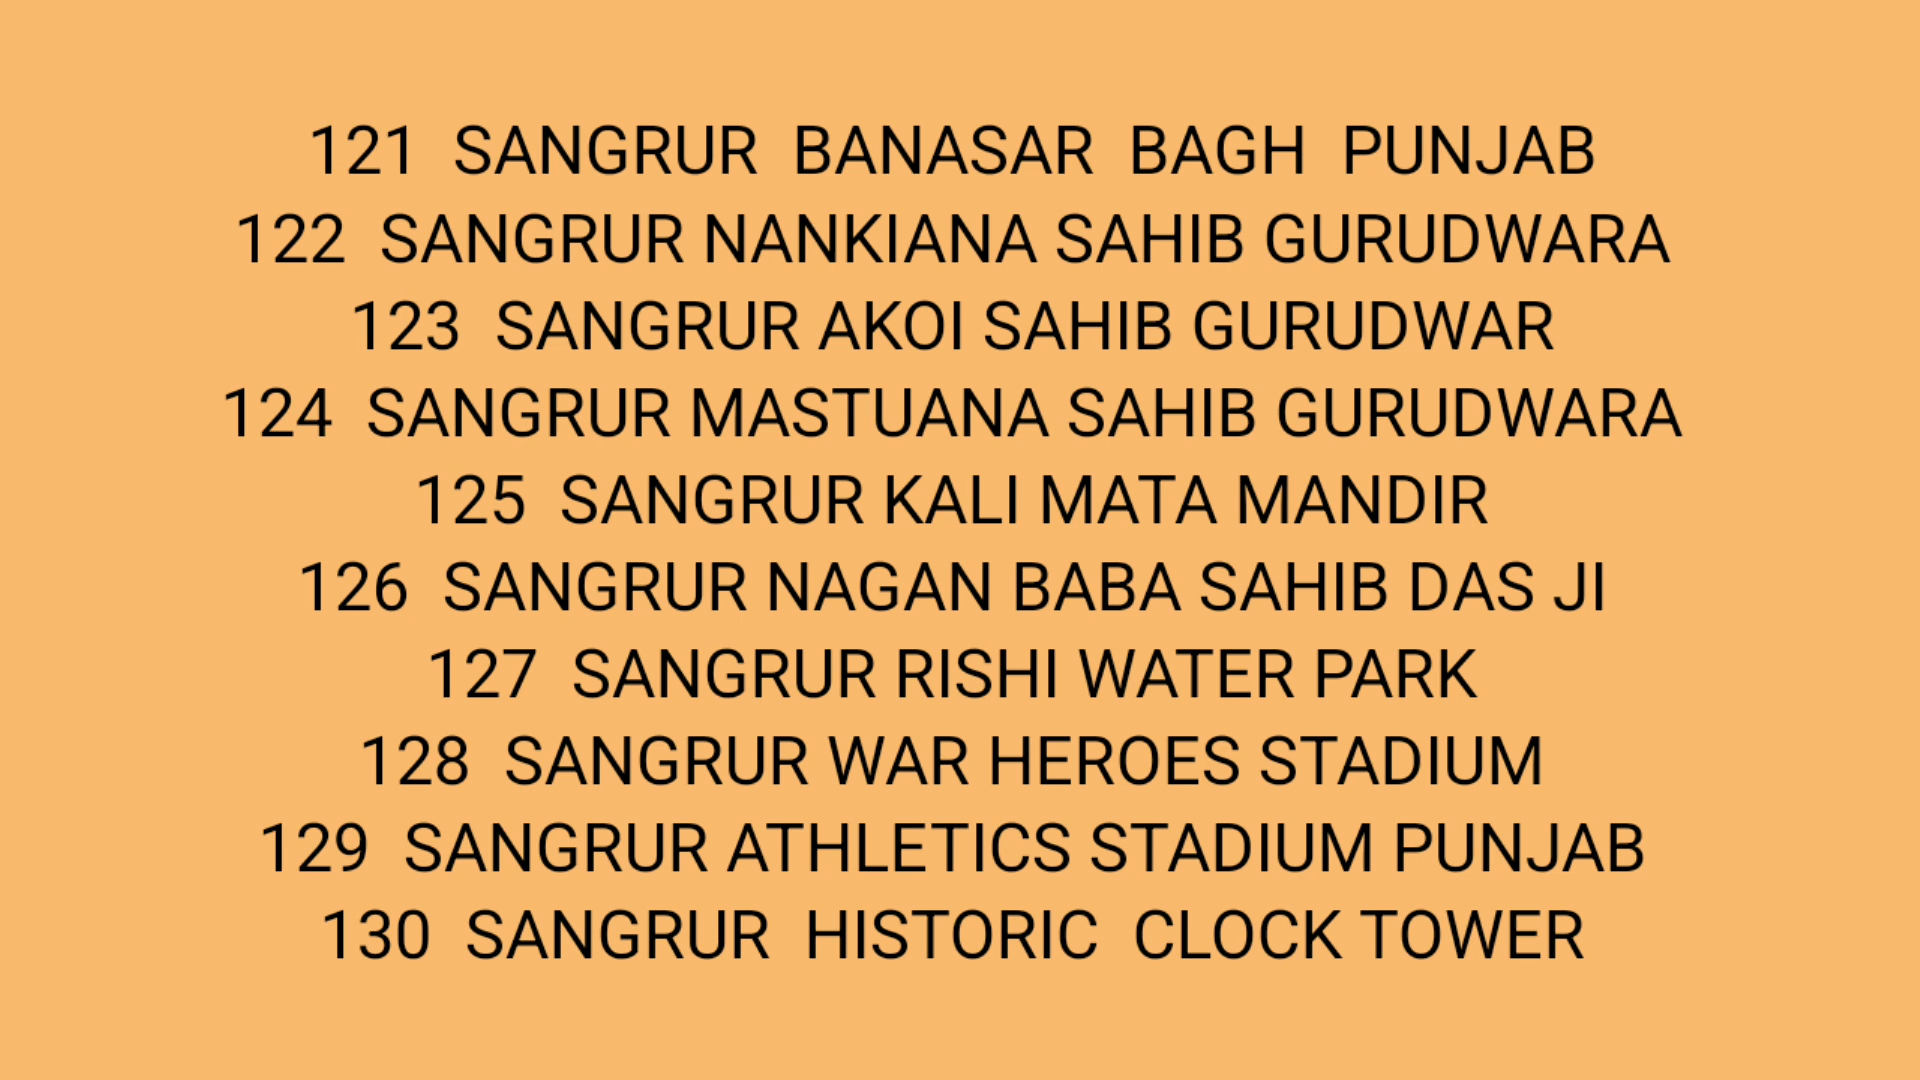 121 SANGRUR BANASAR BAGH PUNJAB
122 SANGRUR NANKIANA SAHIB GURUDWARA
123 SANGRUR AKOI SAHIB GURUDWAR
124 SANGRUR MASTUANA SAHIB GURUDWARA
125 SANGRUR KALI MATA MANDIR
126 SANGRUR NAGAN BABA SAHIB DAS JI
127 SANGRUR RISHI WATER PARK
128 SANGRUR WAR HEROES STADIUM
129 SANGRUR ATHLETICS STADIUM PUNJAB
130 SANGRUR HISTORIC CLOCK TOWER